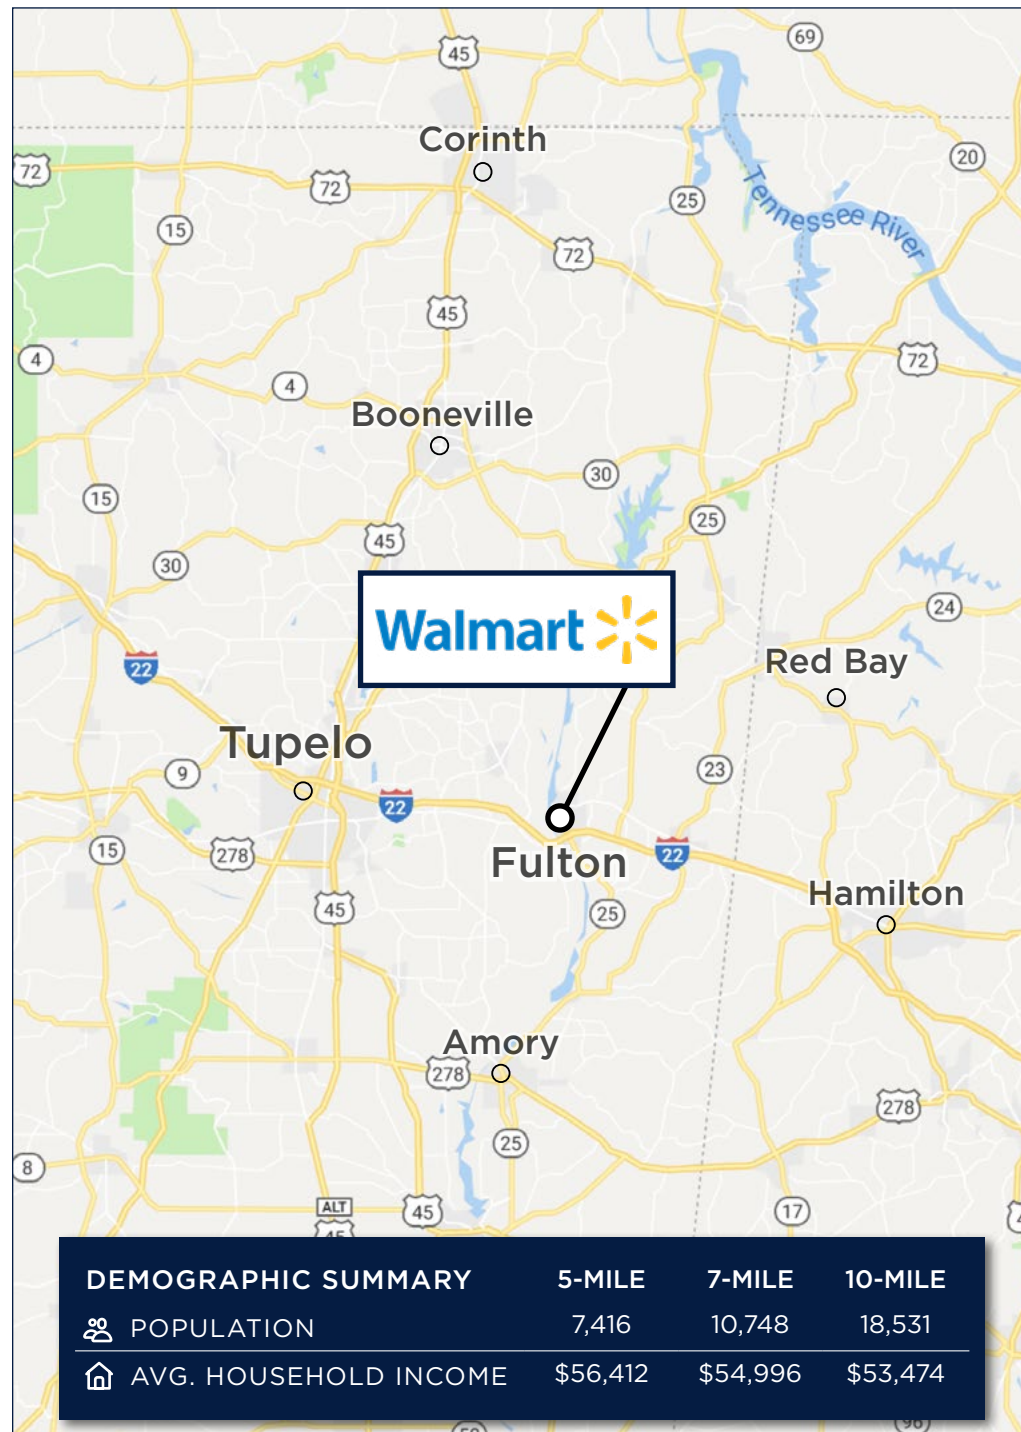 69
45
Corinth
20
72
72
25
15
Tennessee River
72
45
4
72
4
Booneville
30
15
25
45
30
24
Walmart
22
Red Bay
Tupelo
9
23
22
15
278
Fulton
22
Hamilton
45
25
Amory
278
278
25
8
ALT
45
17
45
DEMOGRAPHIC SUMMARY 5-MILE 7-MILE 10-MILE
POPULATION 7,416 10,748 18,531
AVG. HOUSEHOLD INCOME $56,412 $54,996 $53,474